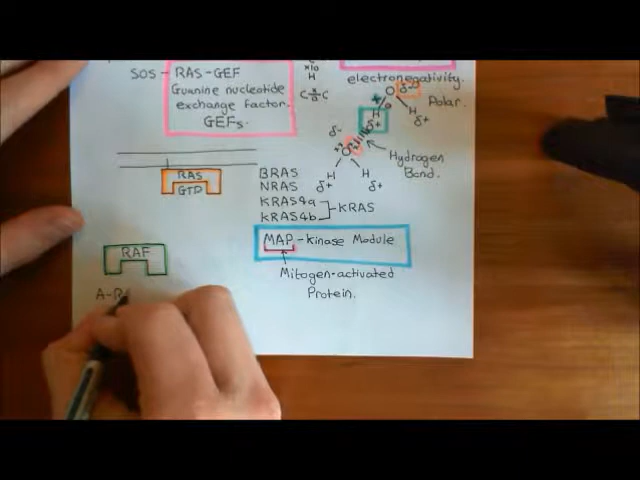 SOS - RAS-GEF
Guanine nucleotide
exchange factor.
GEFs.
H
C C
electronegativity.
O δ-
H
δ+
Polar.
H
δ+
δ-
O
H H
δ+ δ+
Hydrogen
Bond.
RAS
GTP
BRAS
NRAS
KRAS4a
KRAS4b
KRAS
MAP-kinase Module
Mitogen-activated
Protein.
RAF
A-R